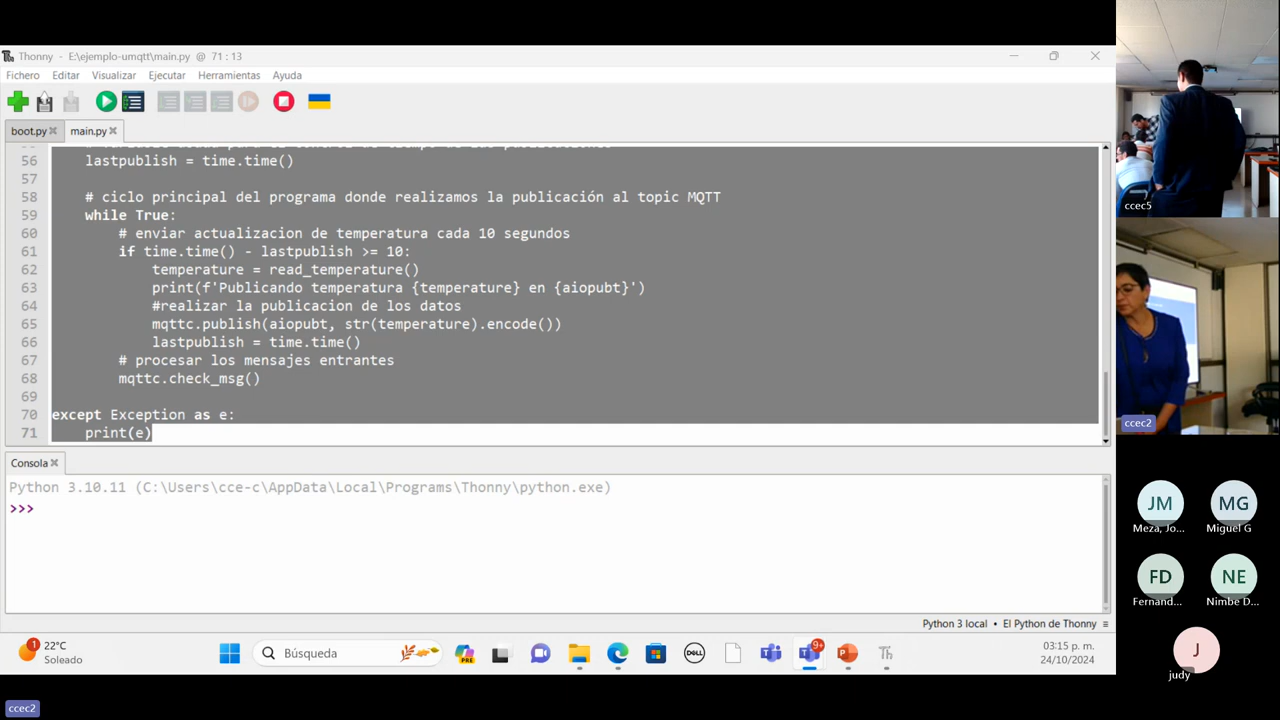 Thonny - E:\ejemplo-umqtt\main.py @ 71 : 13
Fichero Editar Visualizar Ejecutar Herramientas Ayuda
boot.py main.py
56 lastpublish = time.time()
57
58 # ciclo principal del programa donde realizamos la publicación al topic MQTT
59 while True:
60 # enviar actualizacion de temperatura cada 10 segundos
61 if time.time() - lastpublish >= 10:
62 temperature = read_temperature()
63 print(f'Publicando temperatura {temperature} en {aiopubt}')
64 #realizar la publicacion de los datos
65 mqttc.publish(aiopubt, str(temperature).encode())
66 lastpublish = time.time()
67 # procesar los mensajes entrantes
68 mqttc.check_msg()
69
70 except Exception as e:
71 print(e)
Consola
Python 3.10.11 (C:\Users\cce-c\AppData\Local\Programs\Thonny\python.exe)
>>>
Python 3 local • El Python de Thonny
1
22°C
Soleado
Búsqueda
PRE
DELL
9+
Th
03:15 p. m.
24/10/2024
ccec5
ccec2
JM MG
Meza, Jo... Miguel G
FD NE
Fernand... Nimbe D...
J
judy
ccec2